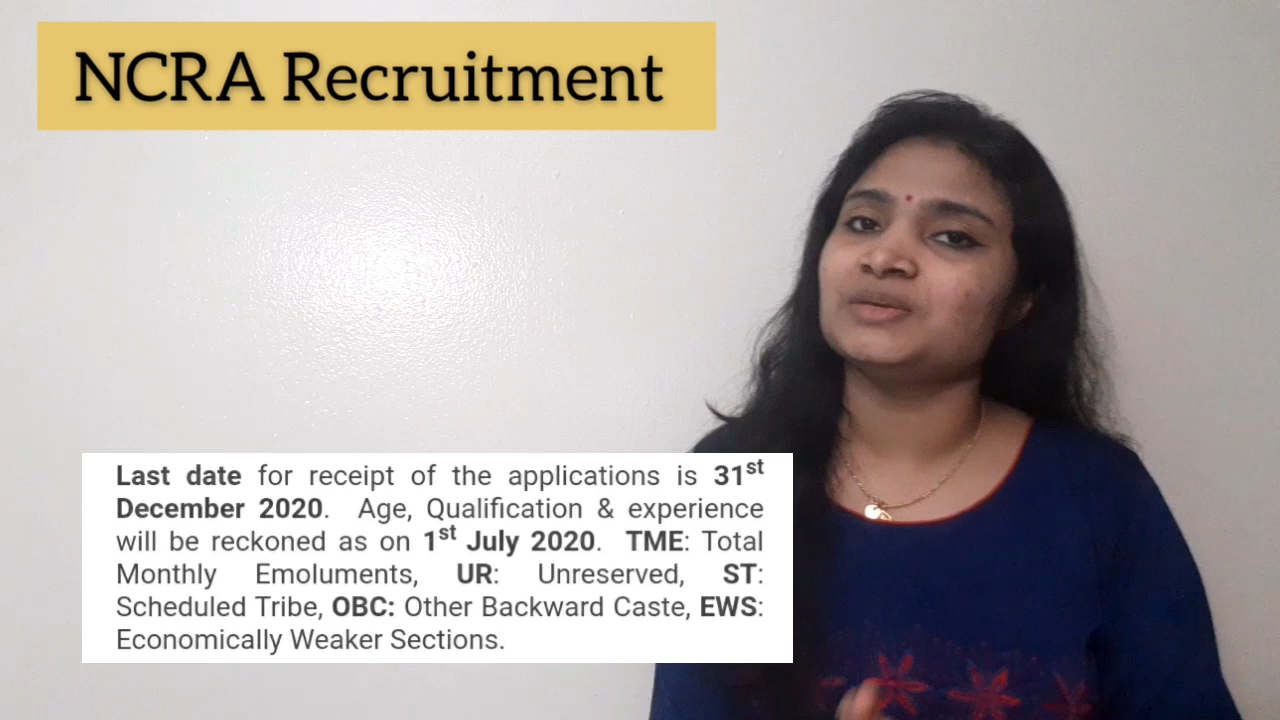 NCRA Recruitment
Last date for receipt of the applications is 31st
December 2020. Age, Qualification & experience
will be reckoned as on 1st July 2020. TME: Total
Monthly Emoluments, UR: Unreserved, ST:
Scheduled Tribe, OBC: Other Backward Caste, EWS:
Economically Weaker Sections.